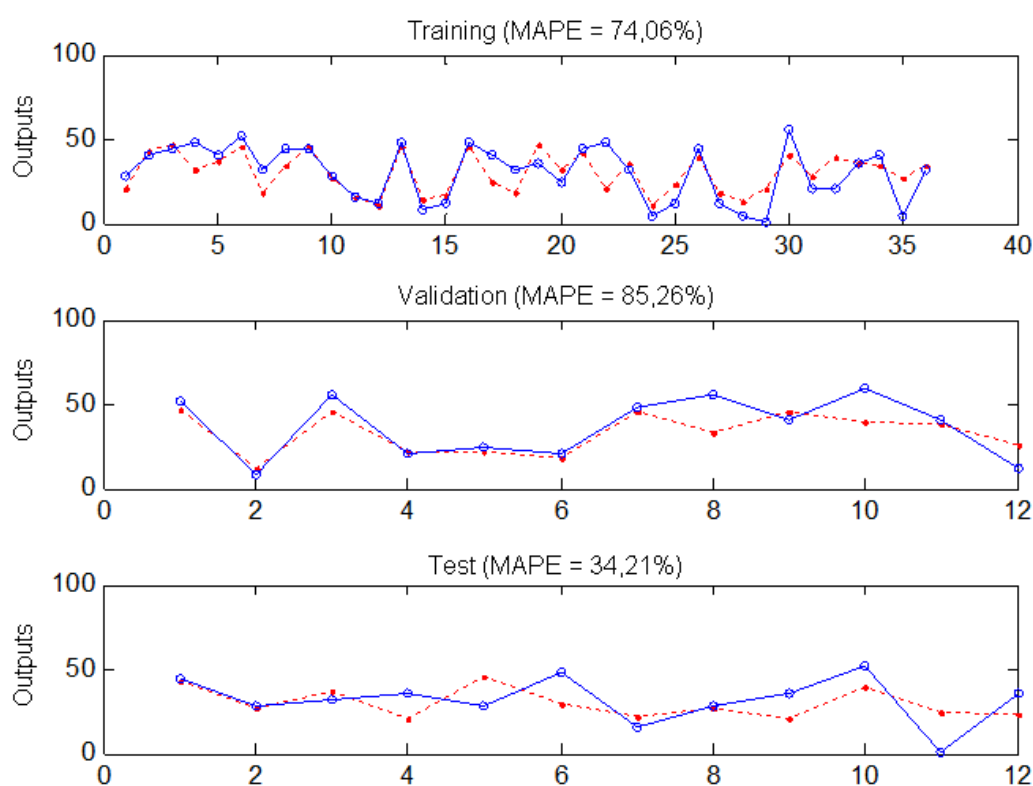 Training (MAPE = 74,06%)
100
50
0
Outputs
0 5 10 15 20 25 30 35 40
Validation (MAPE = 85,26%)
100
50
0
Outputs
0 2 4 6 8 10 12
Test (MAPE = 34,21%)
100
50
0
Outputs
0 2 4 6 8 10 12